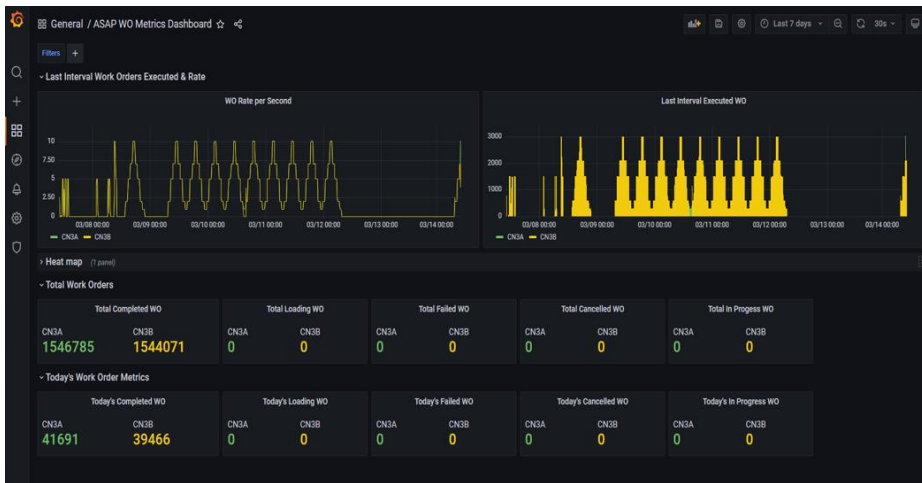 General / ASAP WO Metrics Dashboard
Last 7 days
30s
Filters +
Last Interval Work Orders Executed & Rate
WO Rate per Second
10
7.50
5
2.50
0
03/08 00:00 03/09 00:00 03/10 00:00 03/11 00:00 03/12 00:00 03/13 00:00 03/14 00:00
CN3A CN3B
Last Interval Executed WO
3000
2000
1000
0
03/08 00:00 03/09 00:00 03/10 00:00 03/11 00:00 03/12 00:00 03/13 00:00 03/14 00:00
CN3A CN3B
Heat map (1 panel)
Total Work Orders
Total Completed WO
CN3A CN3B
1546785 1544071
Total Loading WO
CN3A CN3B
0 0
Total Failed WO
CN3A CN3B
0 0
Total Cancelled WO
CN3A CN3B
0 0
Total In Progess WO
CN3A CN3B
0 0
Today's Work Order Metrics
Today's Completed WO
CN3A CN3B
41691 39466
Today's Loading WO
CN3A CN3B
0 0
Today's Failed WO
CN3A CN3B
0 0
Today's Cancelled WO
CN3A CN3B
0 0
Today's In Progress WO
CN3A CN3B
0 0